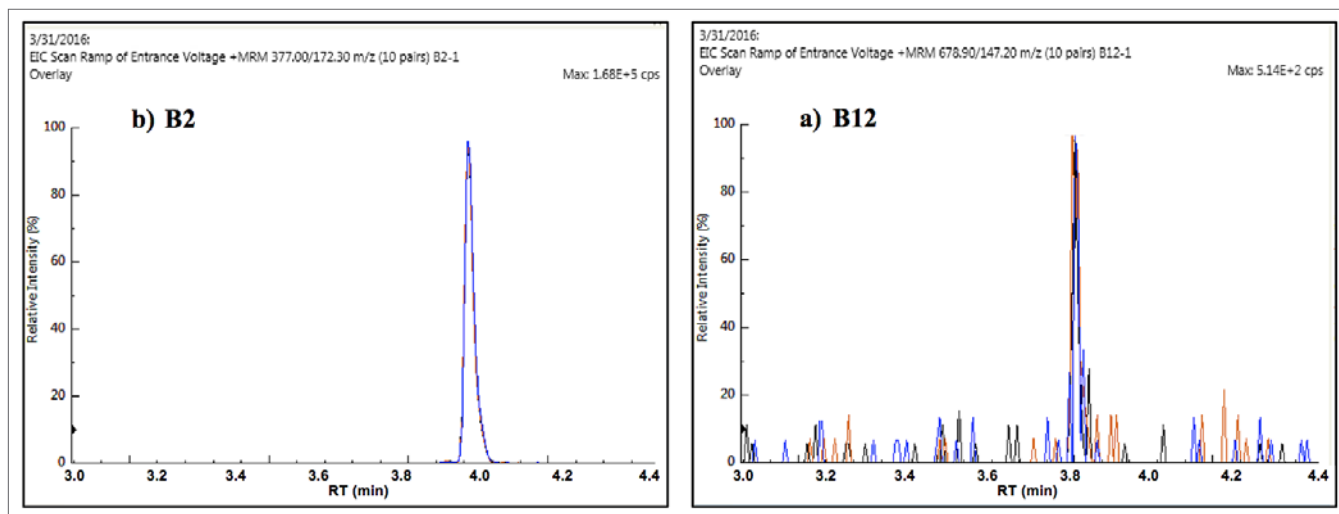 3/31/2016:
EIC Scan Ramp of Entrance Voltage +MRM 377.00/172.30 m/z (10 pairs) B2-1
Overlay Max: 1.68E+5 cps
b) B2
Relative Intensity (%)
100
80
60
40
20
0
3.0 3.2 3.4 3.6 3.8 4.0 4.2 4.4
RT (min)
3/31/2016:
EIC Scan Ramp of Entrance Voltage +MRM 678.90/147.20 m/z (10 pairs) B12-1
Overlay Max: 5.14E+2 cps
a) B12
Relative Intensity (%)
100
80
60
40
20
0
3.0 3.2 3.4 3.6 3.8 4.0 4.2 4.4
RT (min)